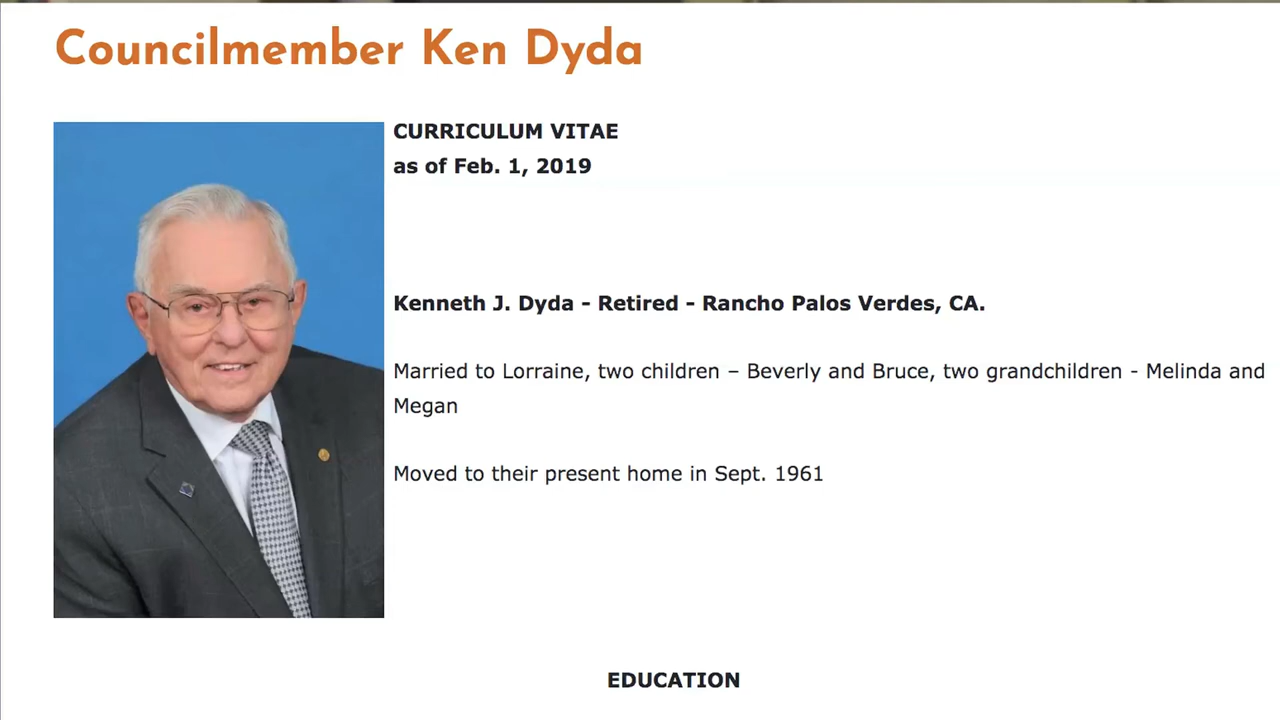 Councilmember Ken Dyda
CURRICULUM VITAE
as of Feb. 1, 2019
Kenneth J. Dyda - Retired - Rancho Palos Verdes, CA.
Married to Lorraine, two children – Beverly and Bruce, two grandchildren - Melinda and
Megan
Moved to their present home in Sept. 1961
EDUCATION